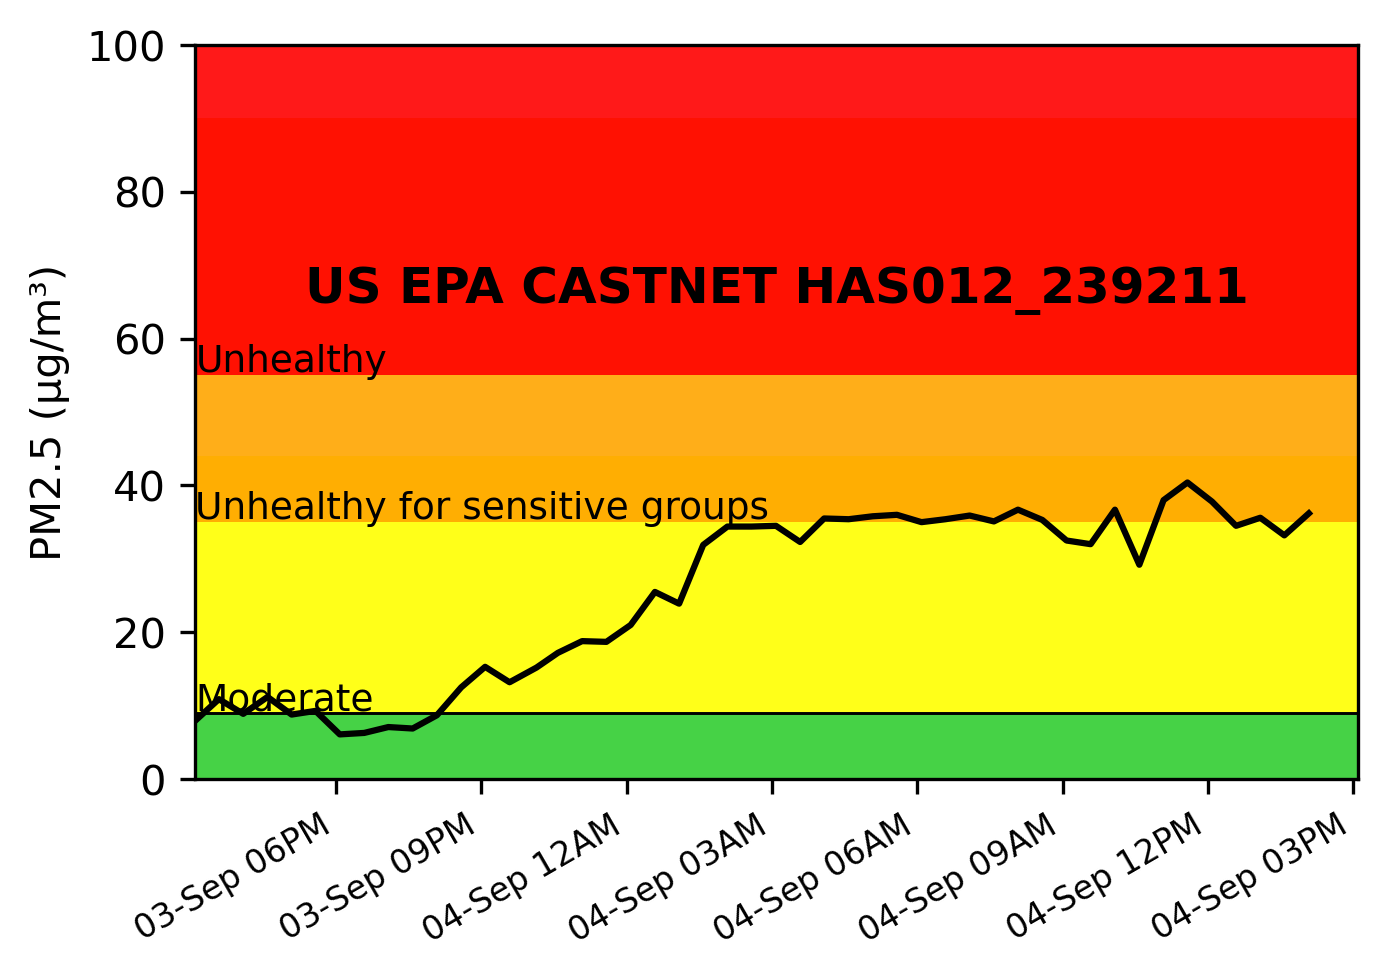 100
80
60
40
20
0
PM2.5 (µg/m³)
US EPA CASTNET HAS012_239211
Unhealthy
Unhealthy for sensitive groups
Moderate
03-Sep 06PM
03-Sep 09PM
04-Sep 12AM
04-Sep 03AM
04-Sep 06AM
04-Sep 09AM
04-Sep 12PM
04-Sep 03PM